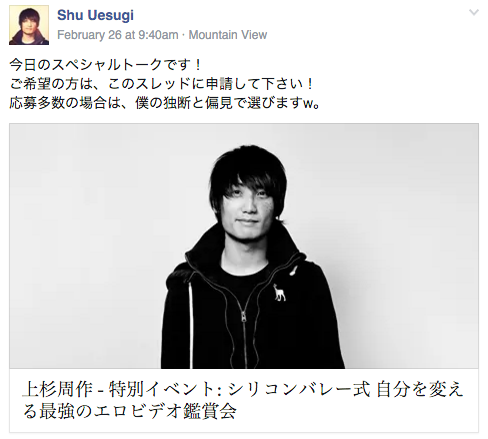 Shu Uesugi
February 26 at 9:40am · Mountain View
今日のスペシャルトークです！
ご希望の方は、このスレッドに申請して下さい！
応募多数の場合は、僕の独断と偏見で選びますw。
上杉周作 - 特別イベント: シリコンバレー式 自分を変え
る最強のエロビデオ鑑賞会